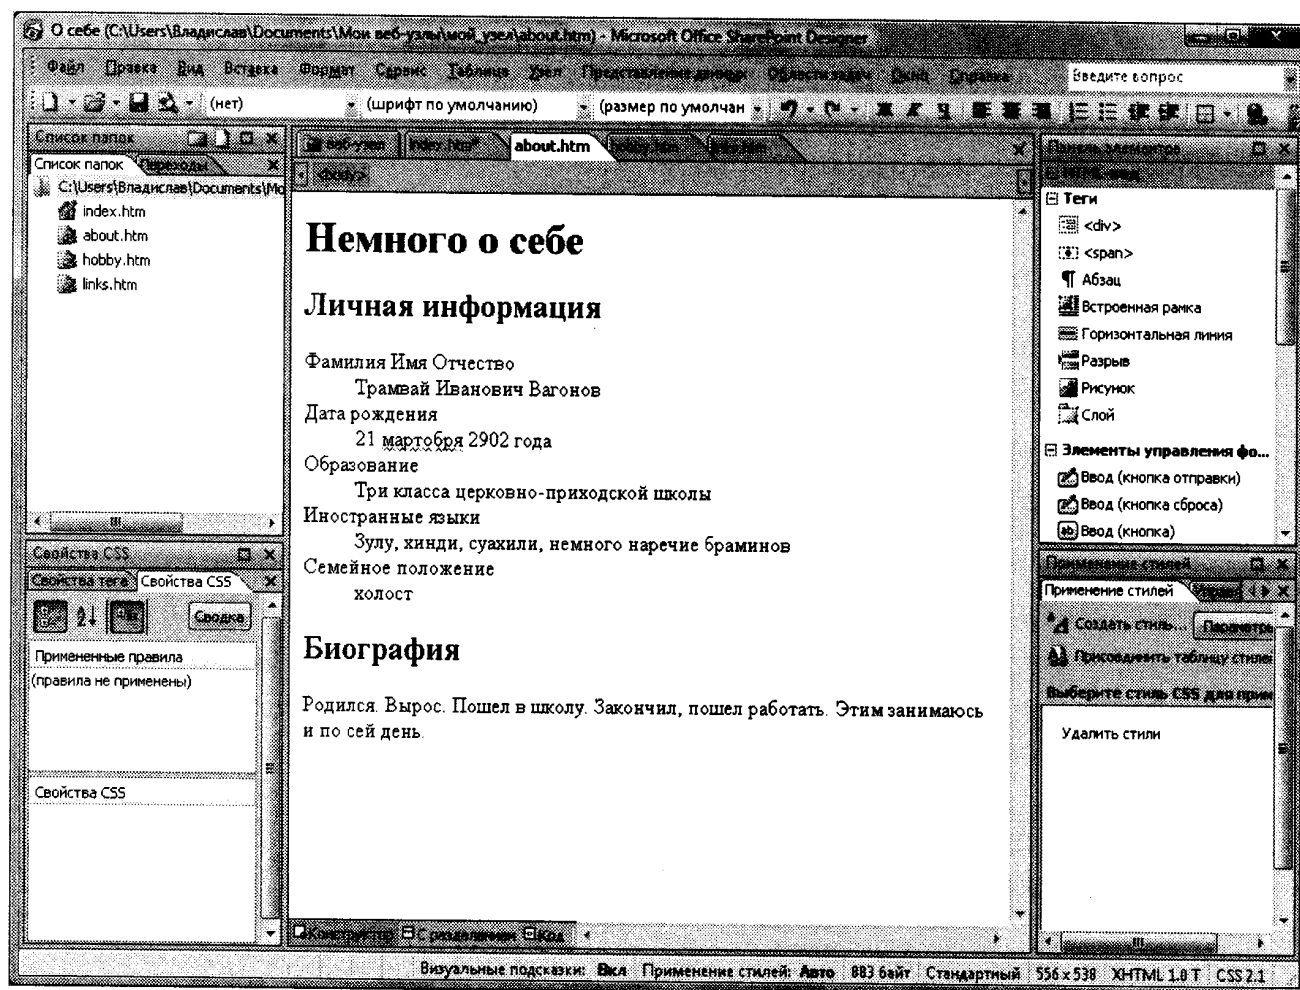 О себе (C:\Users\Владислав\Documents\Мои веб-узлы\мой_узел\about.htm) - Microsoft Office SharePoint Designer
Файл Правка Вид Вставка Формат Сервис Таблица Узел Представление данных Области задач Окно Справка
Введите вопрос
(нет) (шрифт по умолчанию) (размер по умолчан
Ж К Ч
Список папок
Список папок Переходы
C:\Users\Владислав\Documents\Мо
index.htm
about.htm
hobby.htm
links.htm
веб-узел index.htm* about.htm hobby.htm links.htm
<body>
Немного о себе
Личная информация
Фамилия Имя Отчество
Трамвай Иванович Вагонов
Дата рождения
21 мартобря 2902 года
Образование
Три класса церковно-приходской школы
Иностранные языки
Зулу, хинди, суахили, немного наречие браминов
Семейное положение
холост
Биография
Родился. Вырос. Пошел в школу. Закончил, пошел работать. Этим занимаюсь
и по сей день.
Конструктор С разделением Код
Свойства CSS
Свойства тега Свойства CSS
Сводка
Примененные правила
(правила не применены)
Свойства CSS
Панель элементов
Теги
<div>
<span>
Абзац
Встроенная рамка
Горизонтальная линия
Разрыв
Рисунок
Слой
Элементы управления фо...
Ввод (кнопка отправки)
Ввод (кнопка сброса)
Ввод (кнопка)
Применение стилей
Применение стилей
Создать стиль... Параметры
Присоединить таблицу стилей
Выберите стиль CSS для прим
Удалить стили
Визуальные подсказки: Вкл Применение стилей: Авто 883 байт Стандартный 556 x 538 XHTML 1.0 T CSS 2.1